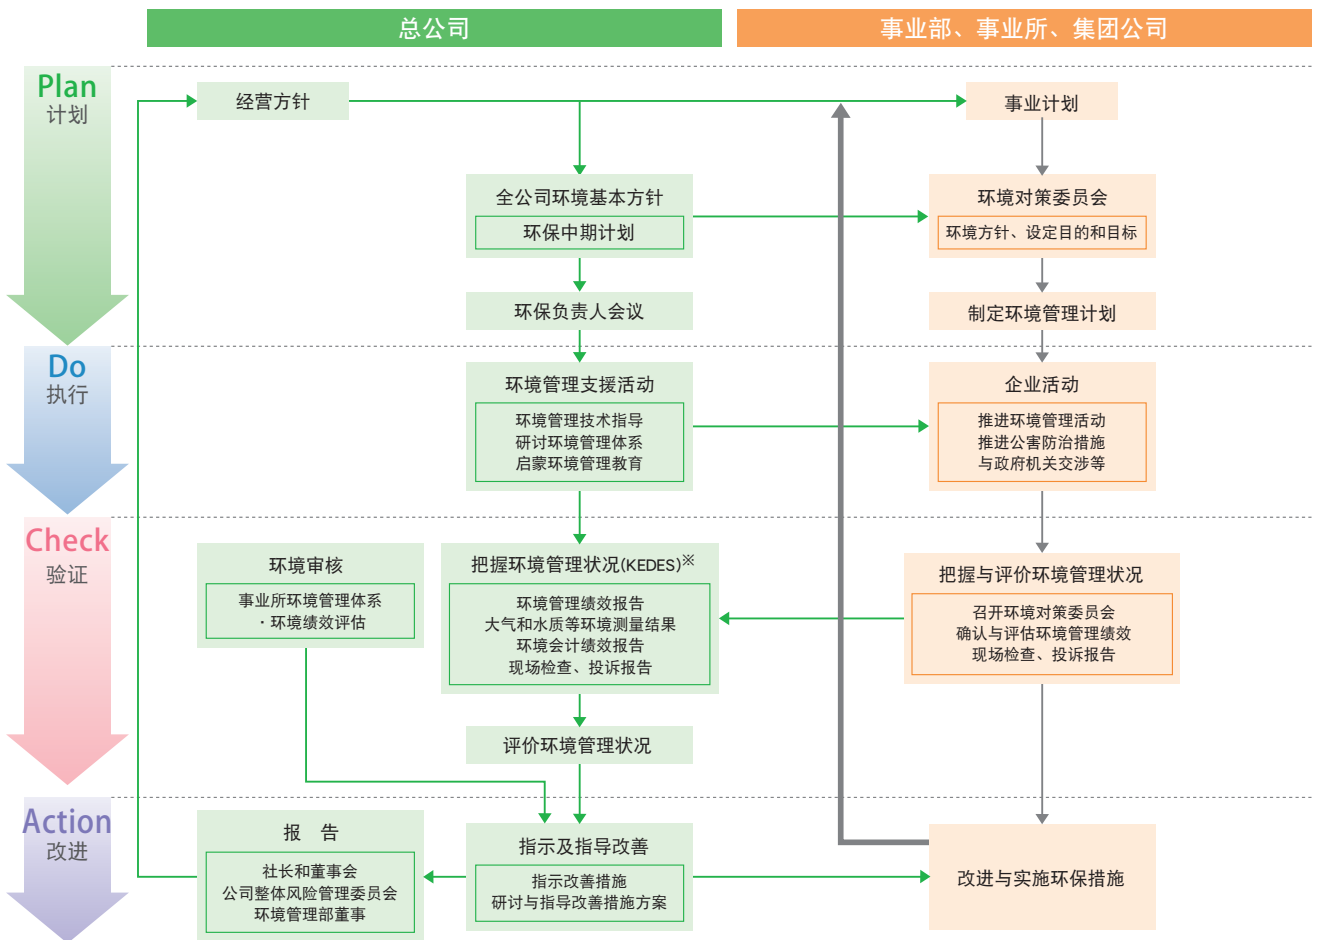 总公司
事业部、事业所、集团公司
Plan
计划
经营方针
事业计划
全公司环境基本方针
环保中期计划
环境对策委员会
环境方针、设定目的和目标
环保负责人会议
制定环境管理计划
Do
执行
环境管理支援活动
环境管理技术指导
研讨环境管理体系
启蒙环境管理教育
企业活动
推进环境管理活动
推进公害防治措施
与政府机关交涉等
Check
验证
环境审核
事业所环境管理体系
・环境绩效评估
把握环境管理状况(KEDES)※
环境管理绩效报告
大气和水质等环境测量结果
环境会计绩效报告
现场检查、投诉报告
把握与评价环境管理状况
召开环境对策委员会
确认与评估环境管理绩效
现场检查、投诉报告
评价环境管理状况
Action
改进
报　告
社长和董事会
公司整体风险管理委员会
环境管理部董事
指示及指导改善
指示改善措施
研讨与指导改善措施方案
改进与实施环保措施